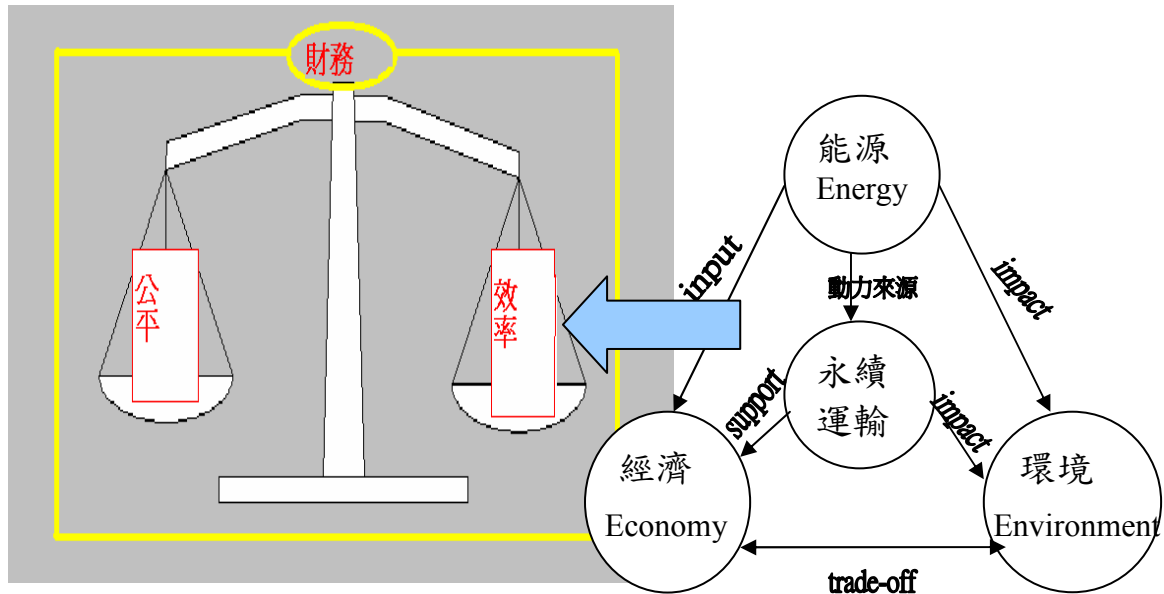 財務
公平
效率
能源
Energy
input
動力來源
impact
永續
運輸
support
impact
經濟
Economy
環境
Environment
trade-off